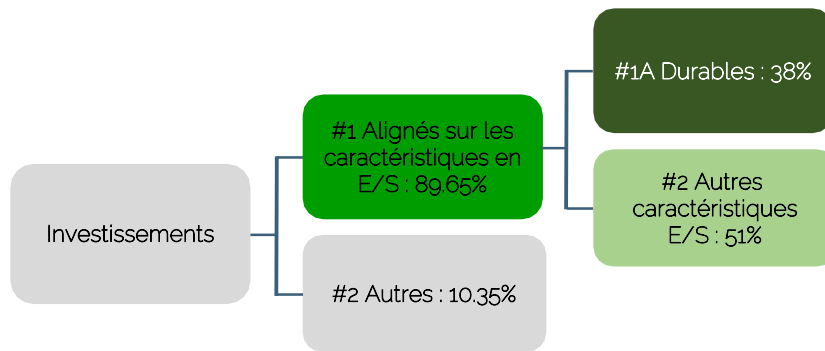 Investissements
#1 Alignés sur les
caractéristiques en
E/S : 89.65%
#2 Autres : 10.35%
#1A Durables : 38%
#2 Autres
caractéristiques
E/S : 51%